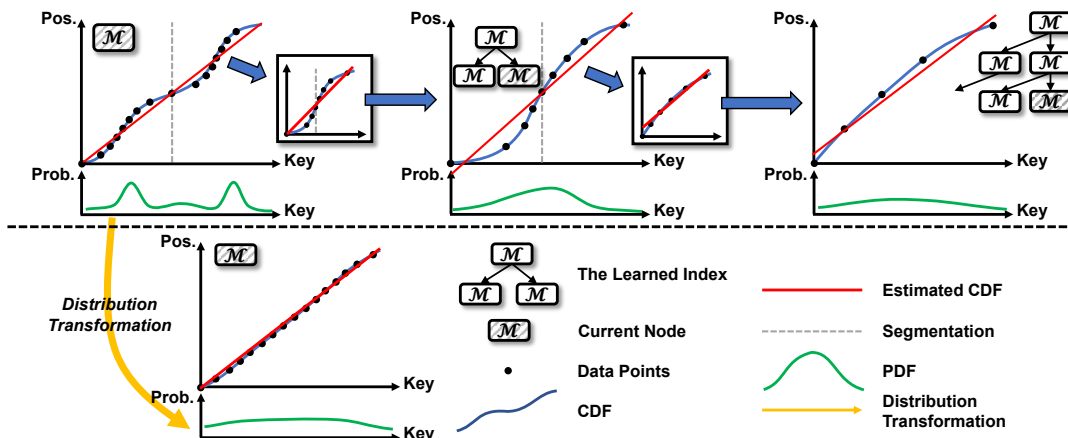 Pos.
ℳ
Key
Prob.
Key
Pos.
ℳ
ℳ
ℳ
Key
Prob.
Key
Pos.
ℳ
ℳ
ℳ
ℳ
ℳ
Key
Prob.
Key
Distribution
Transformation
Pos.
ℳ
Key
Prob.
Key
ℳ
ℳ
ℳ
The Learned Index
ℳ
Current Node
Data Points
CDF
Estimated CDF
Segmentation
PDF
Distribution
Transformation